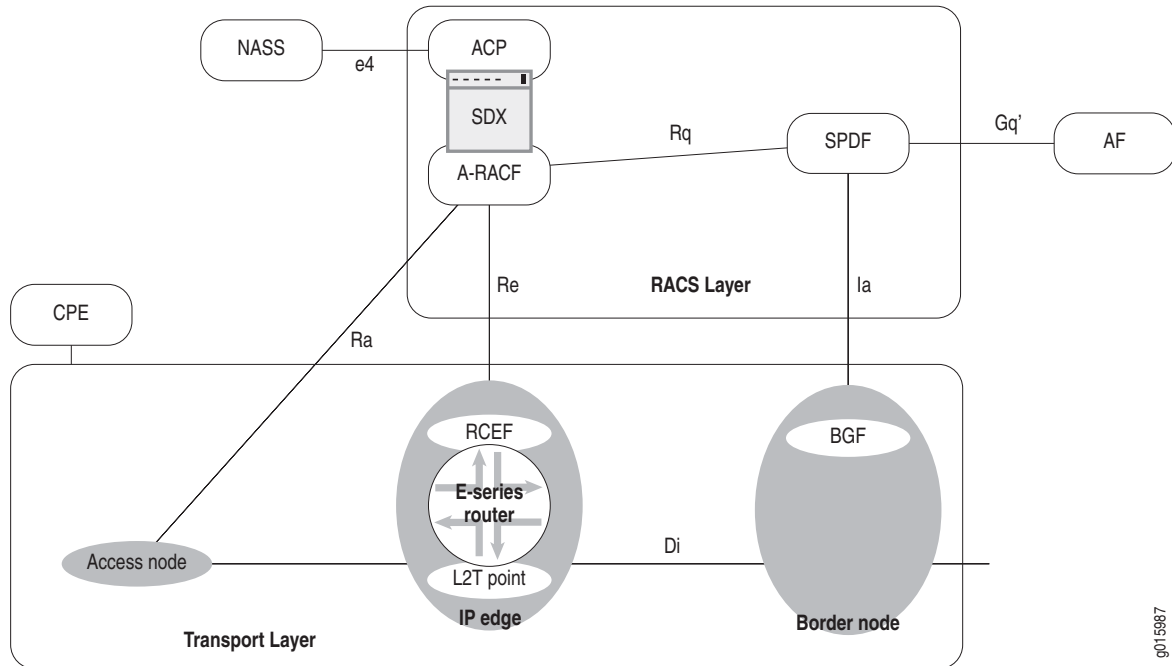 NASS
e4
ACP
SDX
A-RACF
Rq
SPDF
Gq’
AF
Re
RACS Layer
Ia
CPE
Ra
RCEF
BGF
E-series
router
Access node
Di
L2T point
IP edge
Border node
Transport Layer
g015987